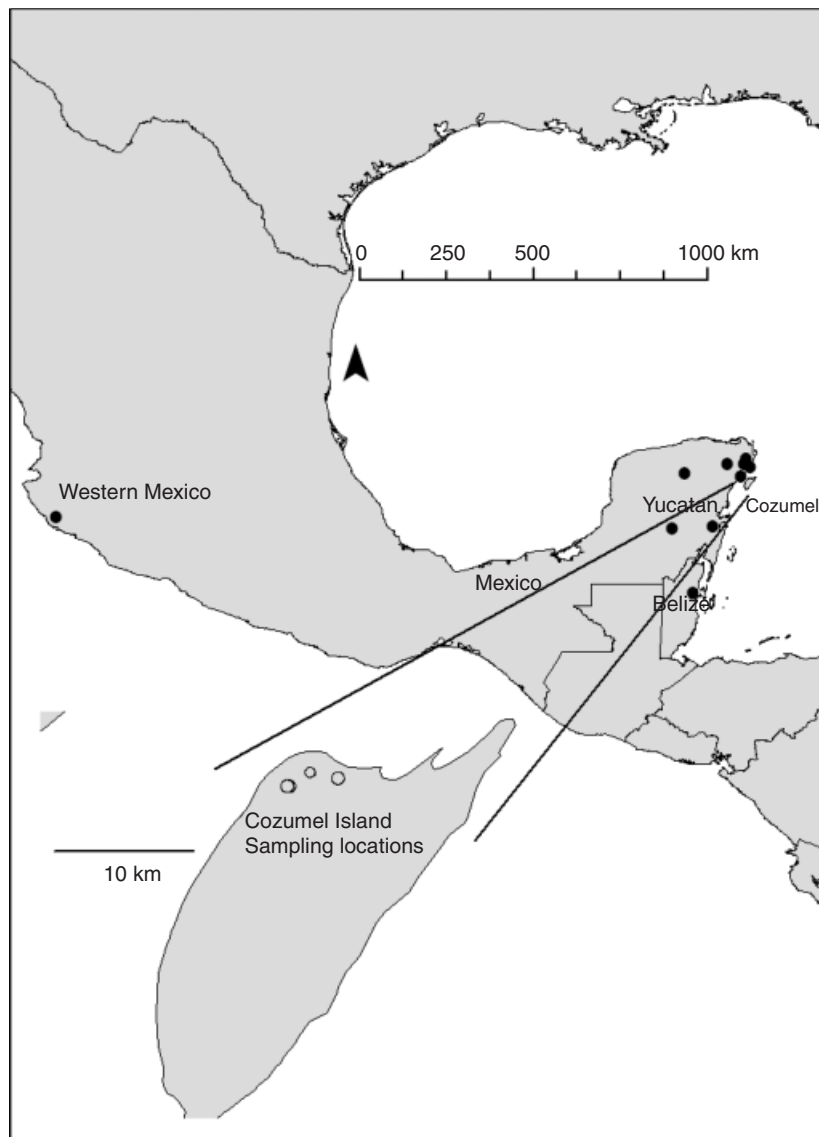 0 250 500 1000 km
Western Mexico
Yucatan
Cozumel
Mexico
Belize
Cozumel Island
Sampling locations
10 km